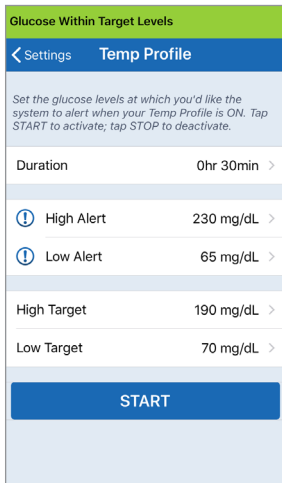 Glucose Within Target Levels
Settings Temp Profile
Set the glucose levels at which you'd like the
system to alert when your Temp Profile is ON. Tap
START to activate; tap STOP to deactivate.
Duration 0hr 30min
High Alert 230 mg/dL
Low Alert 65 mg/dL
High Target 190 mg/dL
Low Target 70 mg/dL
START